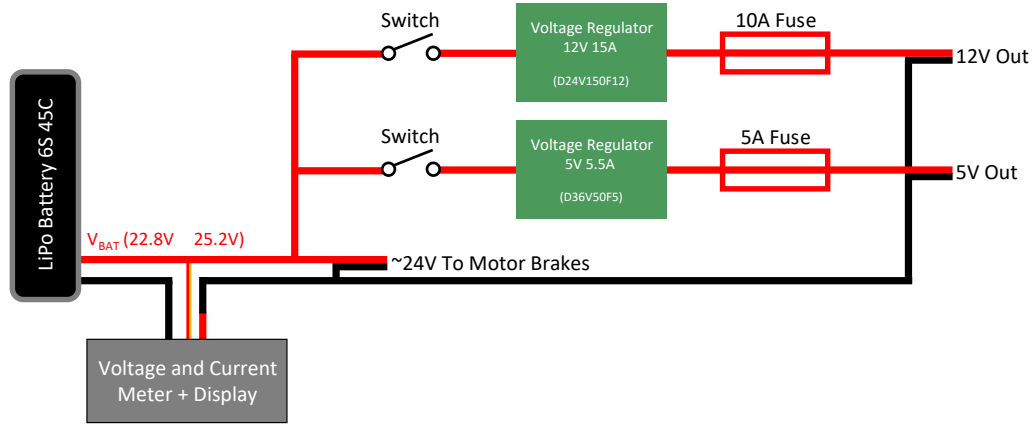 Switch
Voltage Regulator
12V 15A
(D24V150F12)
10A Fuse
12V Out
LiPo Battery 6S 45C
Switch
Voltage Regulator
5V 5.5A
(D36V50F5)
5A Fuse
5V Out
VBAT (22.8V 25.2V)
~24V To Motor Brakes
Voltage and Current
Meter + Display